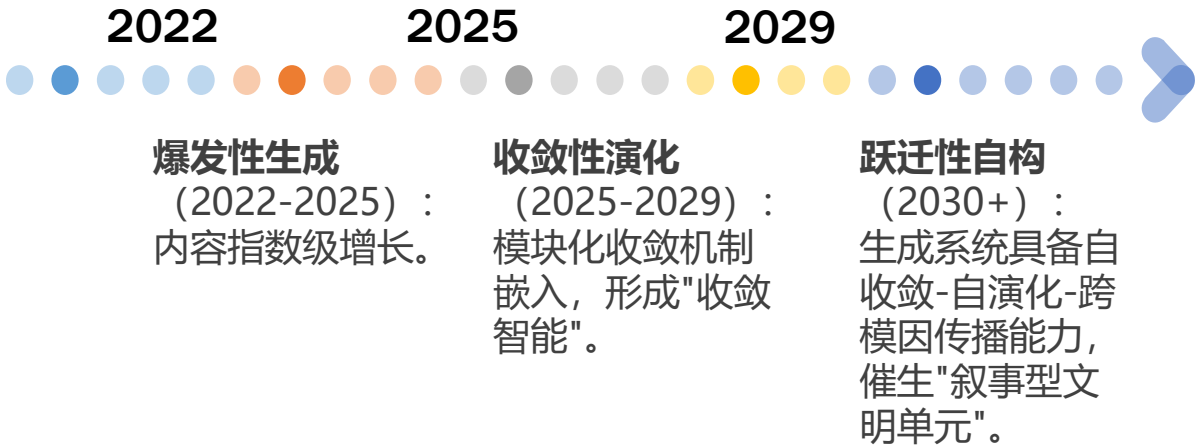 2022
2025
2029
爆发性生成
（2022-2025）：
内容指数级增长。
收敛性演化
（2025-2029）：
模块化收敛机制
嵌入，形成"收敛
智能"。
跃迁性自构
（2030+）：
生成系统具备自
收敛-自演化-跨
模因传播能力，
催生"叙事型文
明单元"。